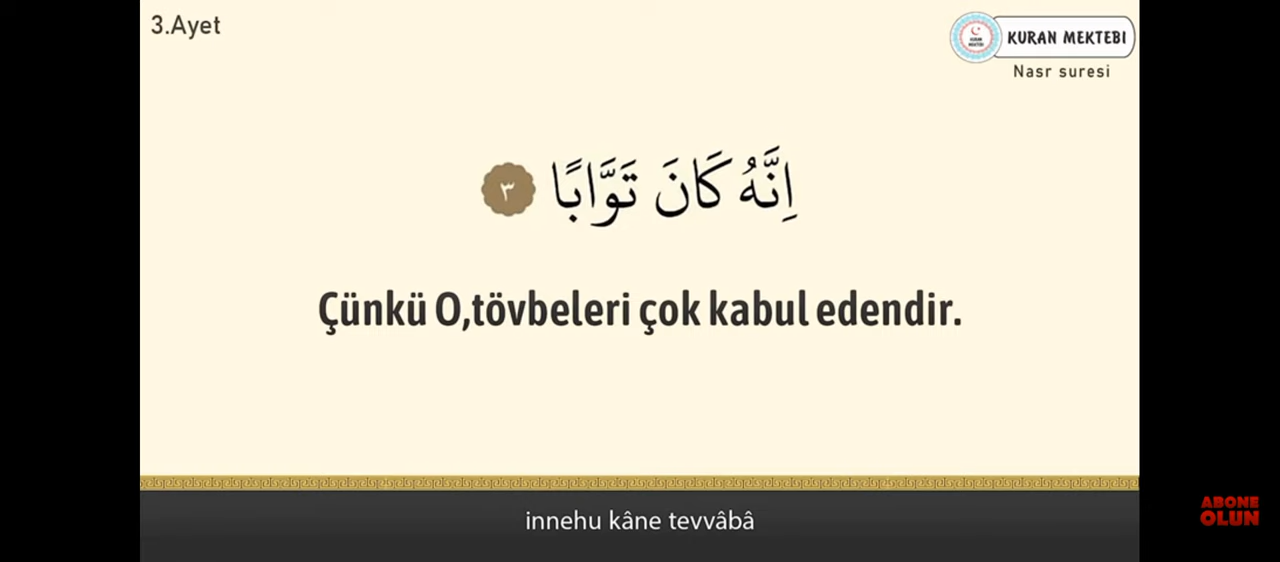 3.Ayet
KURAN MEKTEBI
Nasr suresi
اِنَّهُ كَانَ تَوَّابًا ٣
Çünkü O,tövbeleri çok kabul edendir.
innehu kâne tevvâbâ
ABONE
OLUN